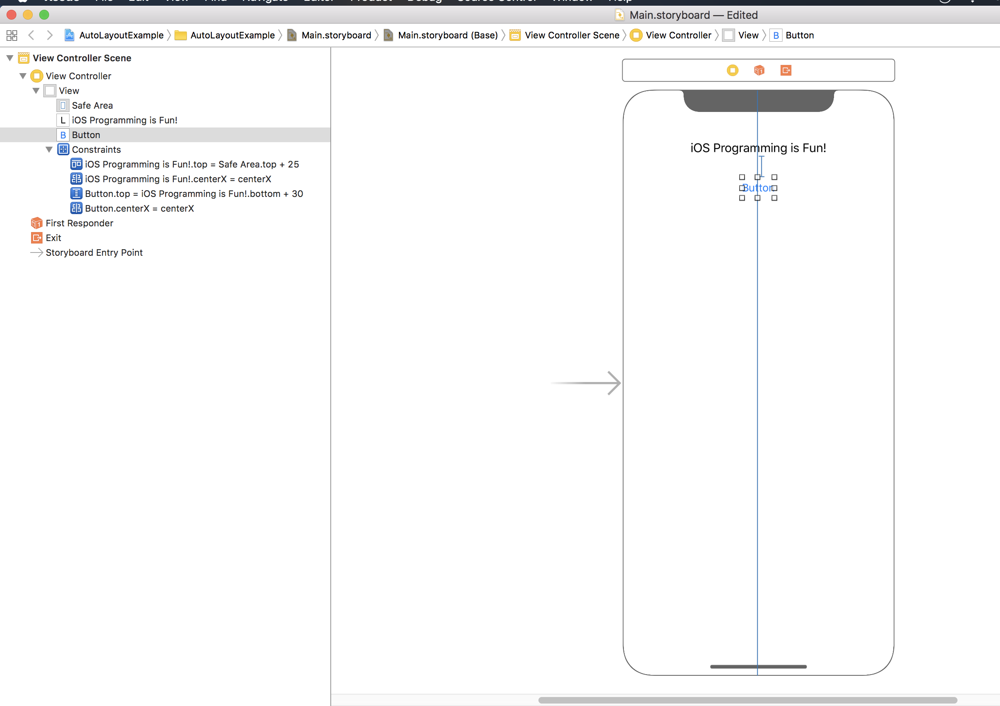 Main.storyboard — Edited
AutoLayoutExample AutoLayoutExample Main.storyboard Main.storyboard (Base) View Controller Scene View Controller View B Button
View Controller Scene
View Controller
View
Safe Area
L iOS Programming is Fun!
B Button
Constraints
iOS Programming is Fun!.top = Safe Area.top + 25
iOS Programming is Fun!.centerX = centerX
Button.top = iOS Programming is Fun!.bottom + 30
Button.centerX = centerX
First Responder
Exit
Storyboard Entry Point
iOS Programming is Fun!
Button